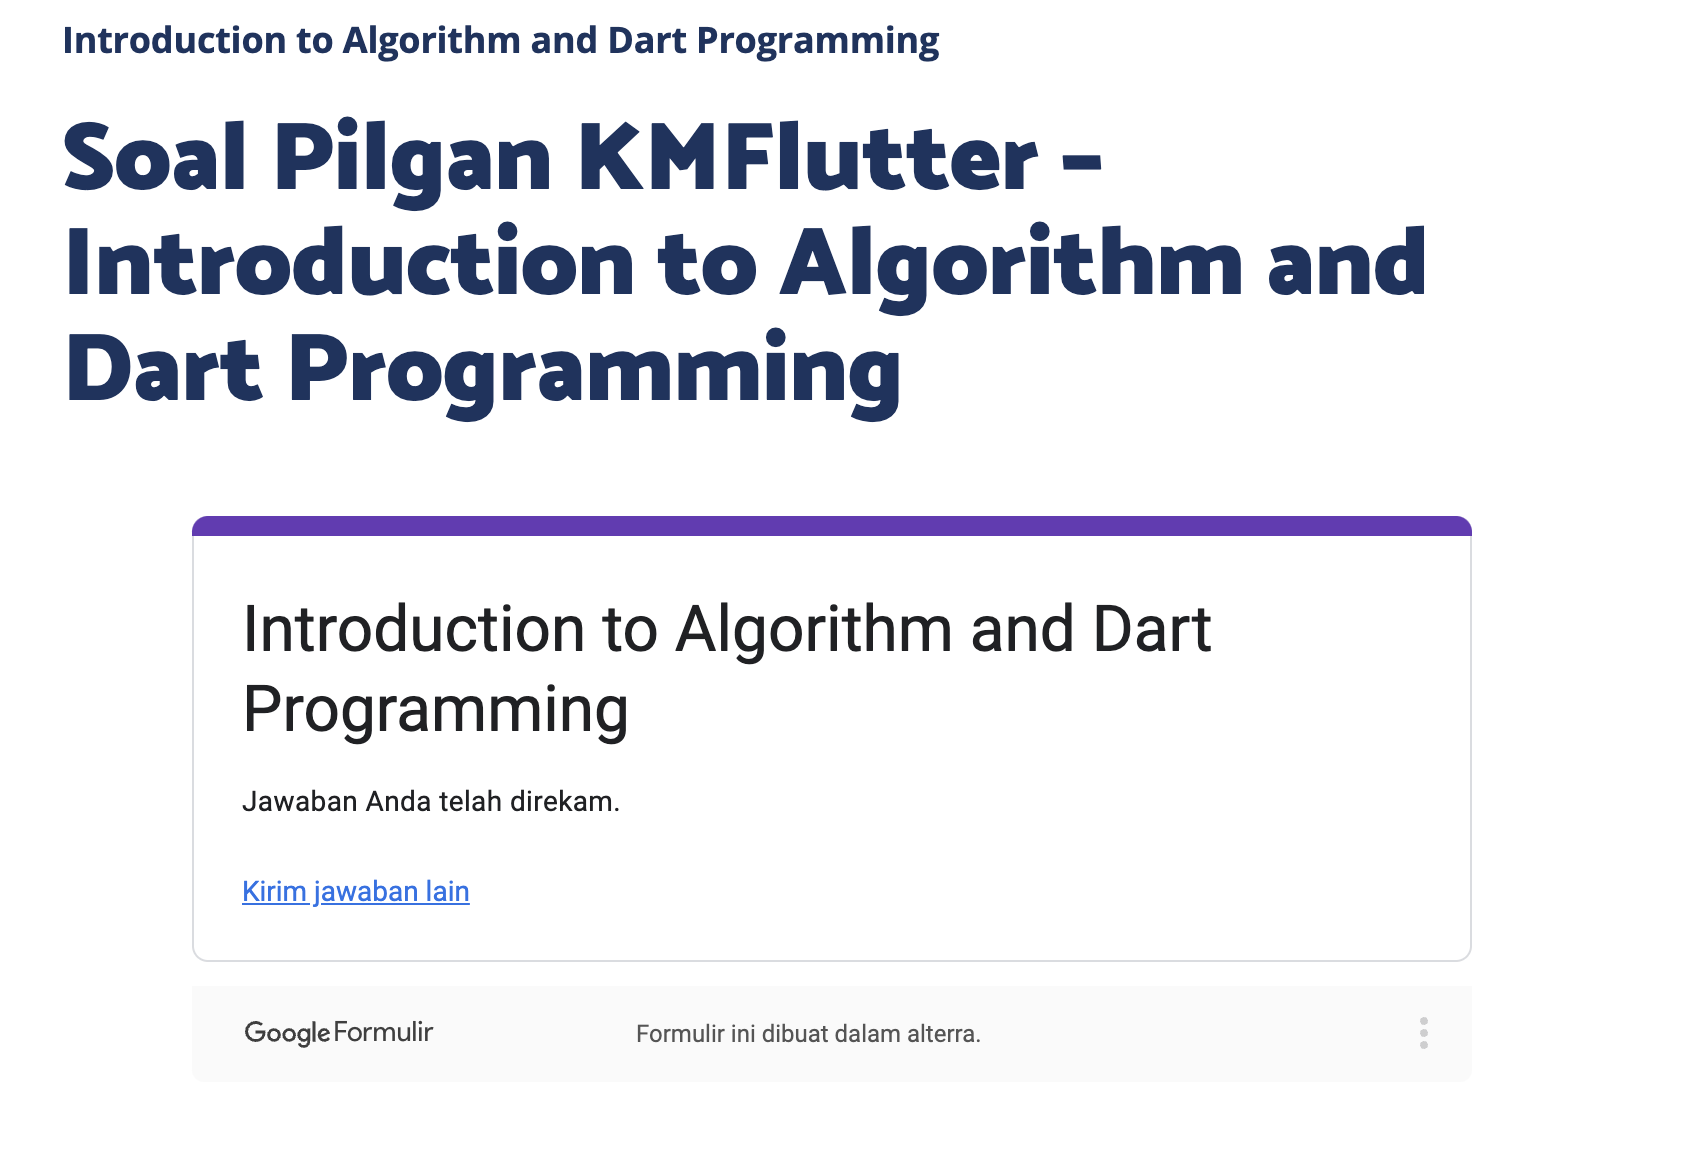 Introduction to Algorithm and Dart Programming
Soal Pilgan KMFlutter –
Introduction to Algorithm and
Dart Programming
Introduction to Algorithm and Dart
Programming
Jawaban Anda telah direkam.
Kirim jawaban lain
Google Formulir
Formulir ini dibuat dalam alterra.